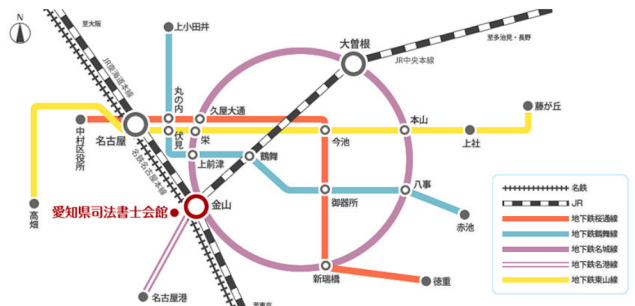 N
至大阪
上小田井
大曽根
至多治見・長野
JR東海道本線
JR中央本線
丸の内
久屋大通
藤が丘
中村区役所
名古屋
伏見
栄
今池
本山
上社
名鉄名古屋本線
上前津
鶴舞
高畑
愛知県司法書士会館
金山
御器所
八事
赤池
名古屋港
新瑞橋
徳重
至東京
名鉄
JR
地下鉄桜通線
地下鉄鶴舞線
地下鉄名城線
地下鉄名港線
地下鉄東山線